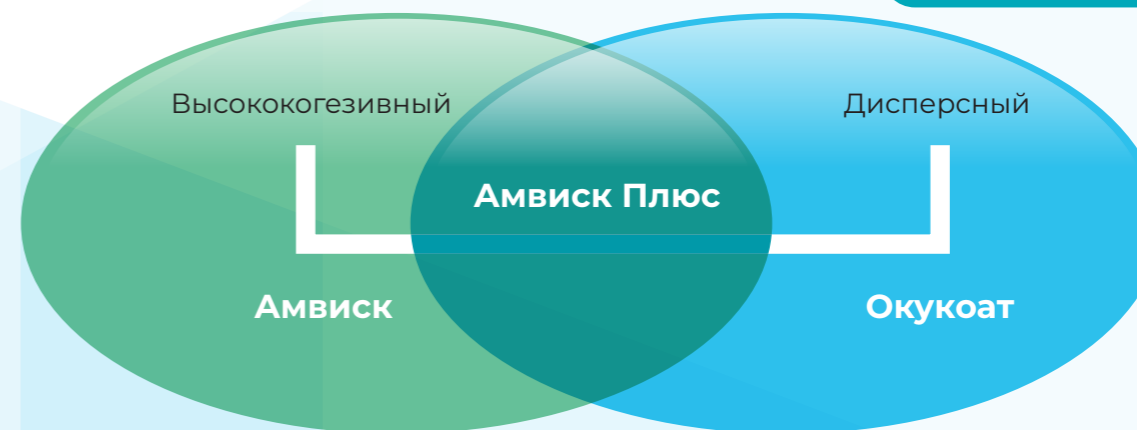 Высококогезивный
Дисперсный
Амвиск Плюс
Амвиск
Окукоат